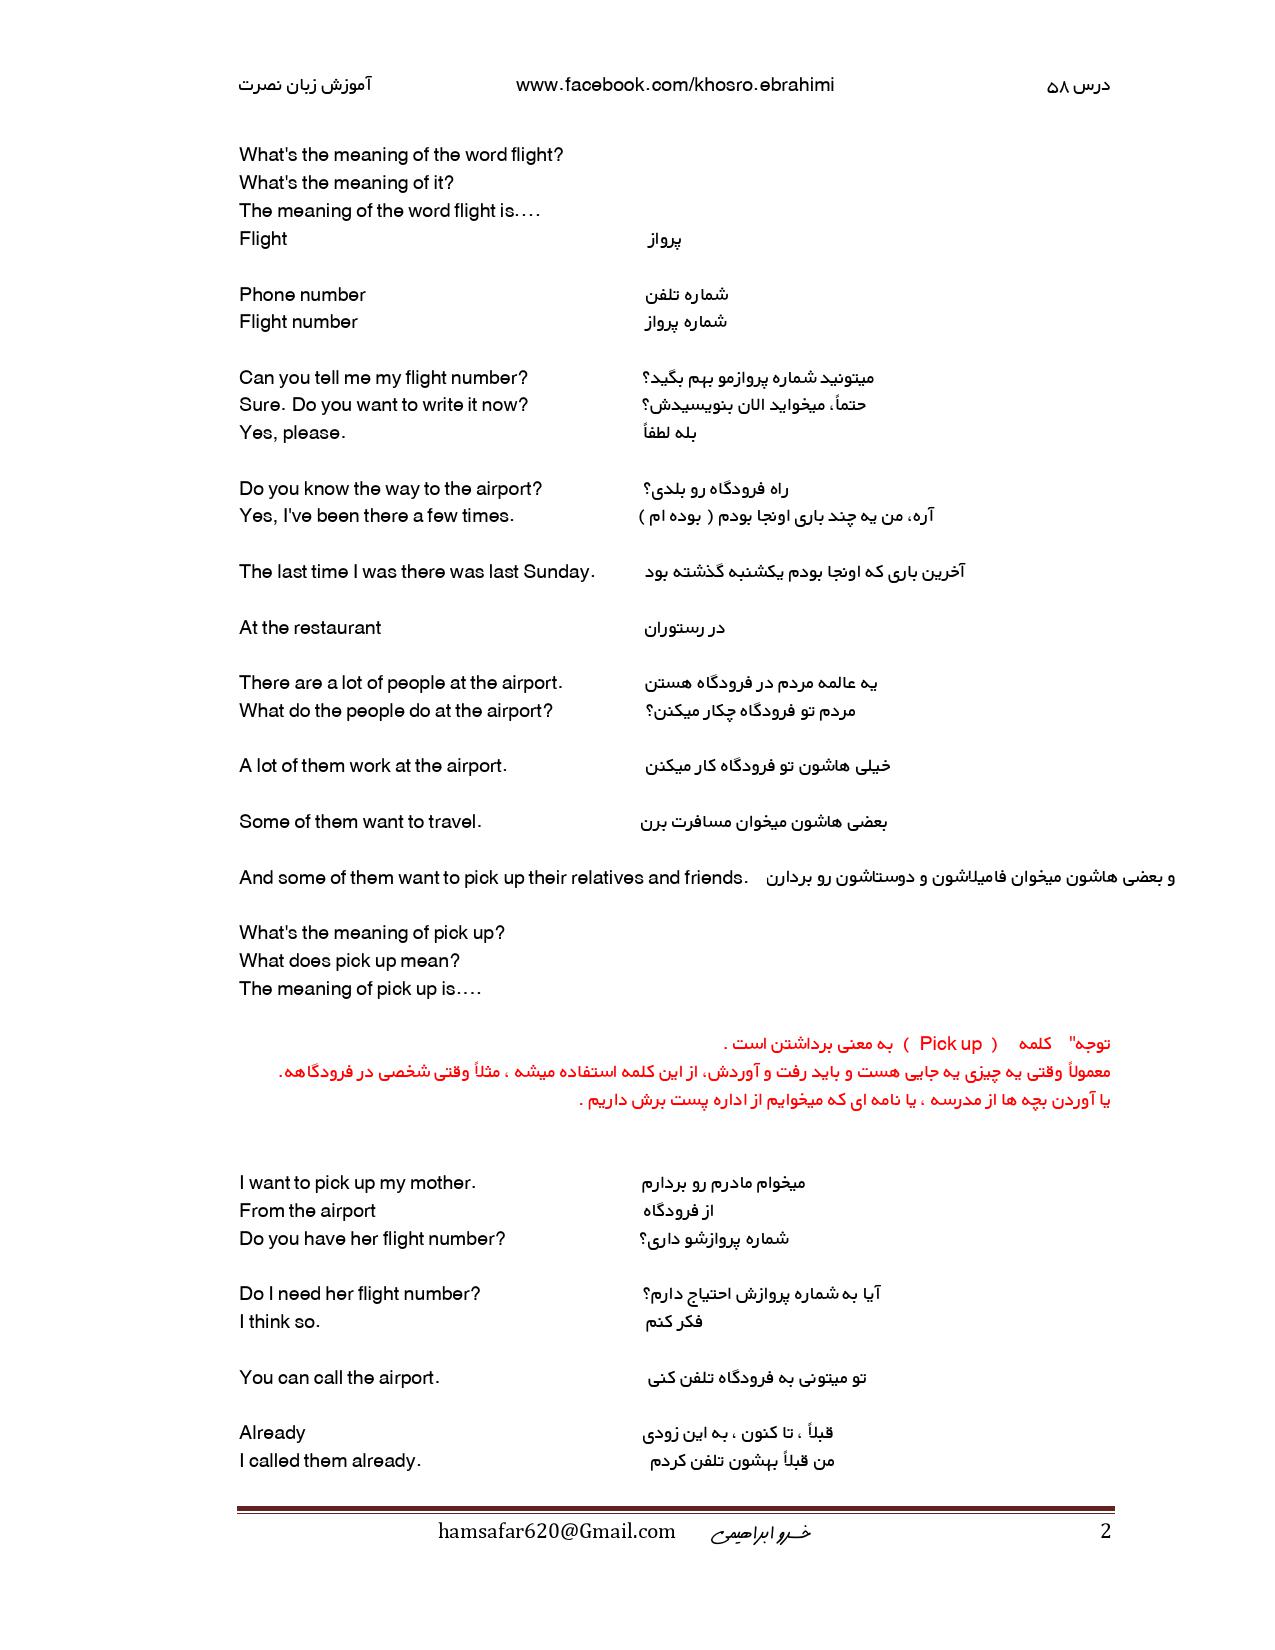 آموزش زبان نصرت www.facebook.com/khosro.ebrahimi درس ۵۸
What's the meaning of the word flight?
What's the meaning of it?
The meaning of the word flight is....
Flight پرواز
Phone number شماره تلفن
Flight number شماره پرواز
Can you tell me my flight number? میتونید شماره پروازمو بهم بگید؟
Sure. Do you want to write it now? حتماً، میخواید الان بنویسیدش؟
Yes, please. بله لطفاً
Do you know the way to the airport? راه فرودگاه رو بلدی؟
Yes, I've been there a few times. آره، من یه چند باری اونجا بودم ( بوده ام )
The last time I was there was last Sunday. آخرین باری که اونجا بودم یکشنبه گذشته بود
At the restaurant در رستوران
There are a lot of people at the airport. یه عالمه مردم در فرودگاه هستن
What do the people do at the airport? مردم تو فرودگاه چکار میکنن؟
A lot of them work at the airport. خیلی هاشون تو فرودگاه کار میکنن
Some of them want to travel. بعضی هاشون میخوان مسافرت برن
And some of them want to pick up their relatives and friends. و بعضی هاشون میخوان فامیلاشون و دوستاشون رو بردارن
What's the meaning of pick up?
What does pick up mean?
The meaning of pick up is....
توجه" کلمه ( Pick up ) به معنی برداشتن است .
معمولاً وقتی یه چیزی یه جایی هست و باید رفت و آوردش، از این کلمه استفاده میشه ، مثلاً وقتی شخصی در فرودگاهه.
یا آوردن بچه ها از مدرسه ، یا نامه ای که میخوایم از اداره پست برش داریم .
I want to pick up my mother. میخوام مادرم رو بردارم
From the airport از فرودگاه
Do you have her flight number? شماره پروازشو داری؟
Do I need her flight number? آیا به شماره پروازش احتیاج دارم؟
I think so. فکر کنم
You can call the airport. تو میتونی به فرودگاه تلفن کنی
Already قبلاً ، تا کنون ، به این زودی
I called them already. من قبلاً بهشون تلفن کردم
hamsafar620@Gmail.com خسرو ابراهیمی 2